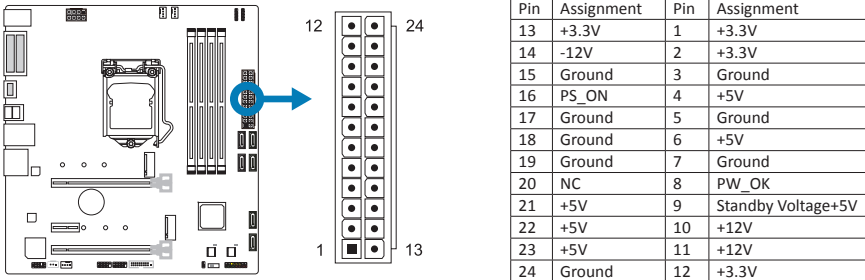 12 24
1 13
Pin Assignment Pin Assignment
13 +3.3V 1 +3.3V
14 -12V 2 +3.3V
15 Ground 3 Ground
16 PS_ON 4 +5V
17 Ground 5 Ground
18 Ground 6 +5V
19 Ground 7 Ground
20 NC 8 PW_OK
21 +5V 9 Standby Voltage+5V
22 +5V 10 +12V
23 +5V 11 +12V
24 Ground 12 +3.3V